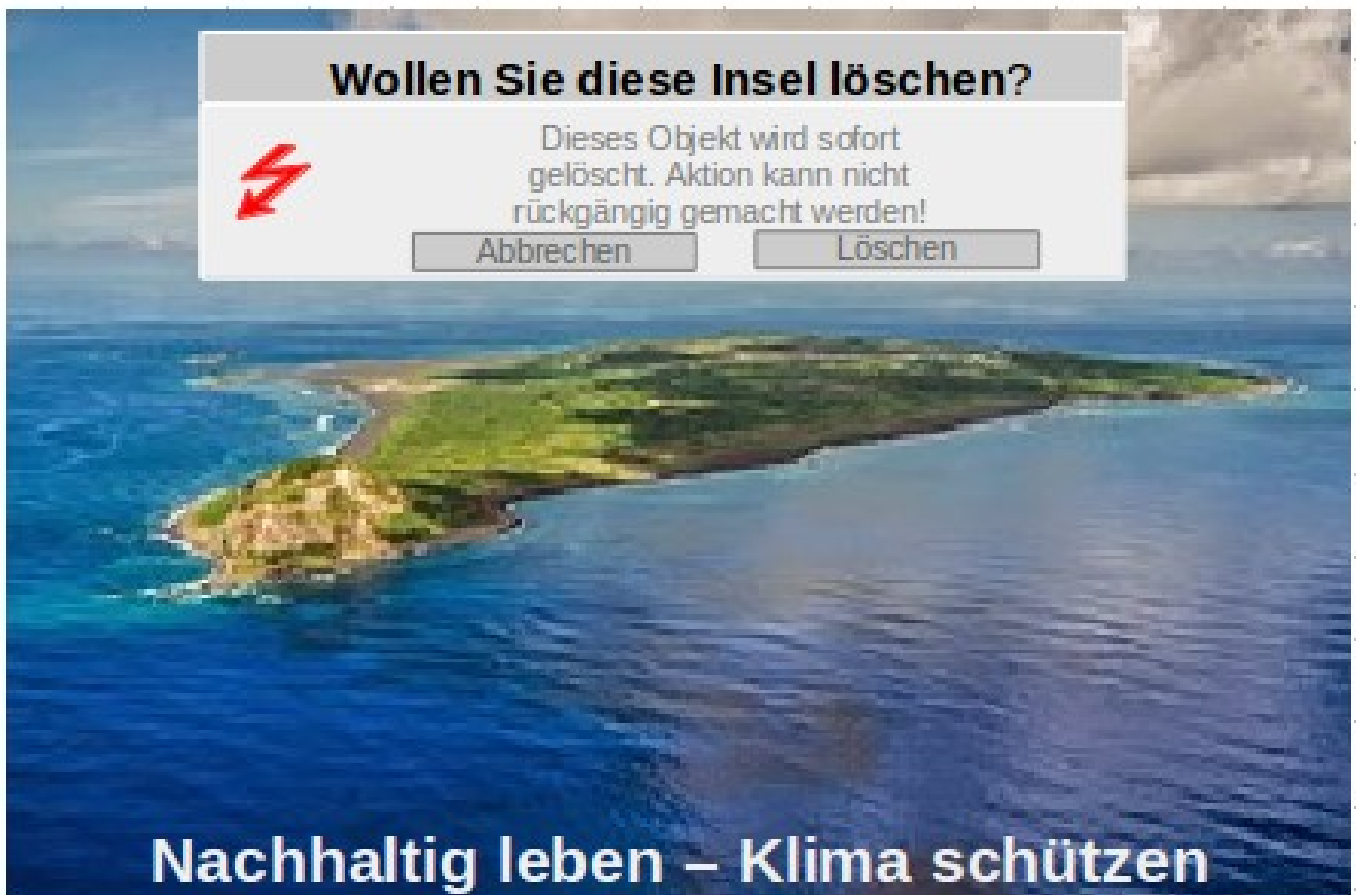 Wollen Sie diese Insel löschen?
Dieses Objekt wird sofort
gelöscht. Aktion kann nicht
rückgängig gemacht werden!
Abbrechen
Löschen
Nachhaltig leben – Klima schützen